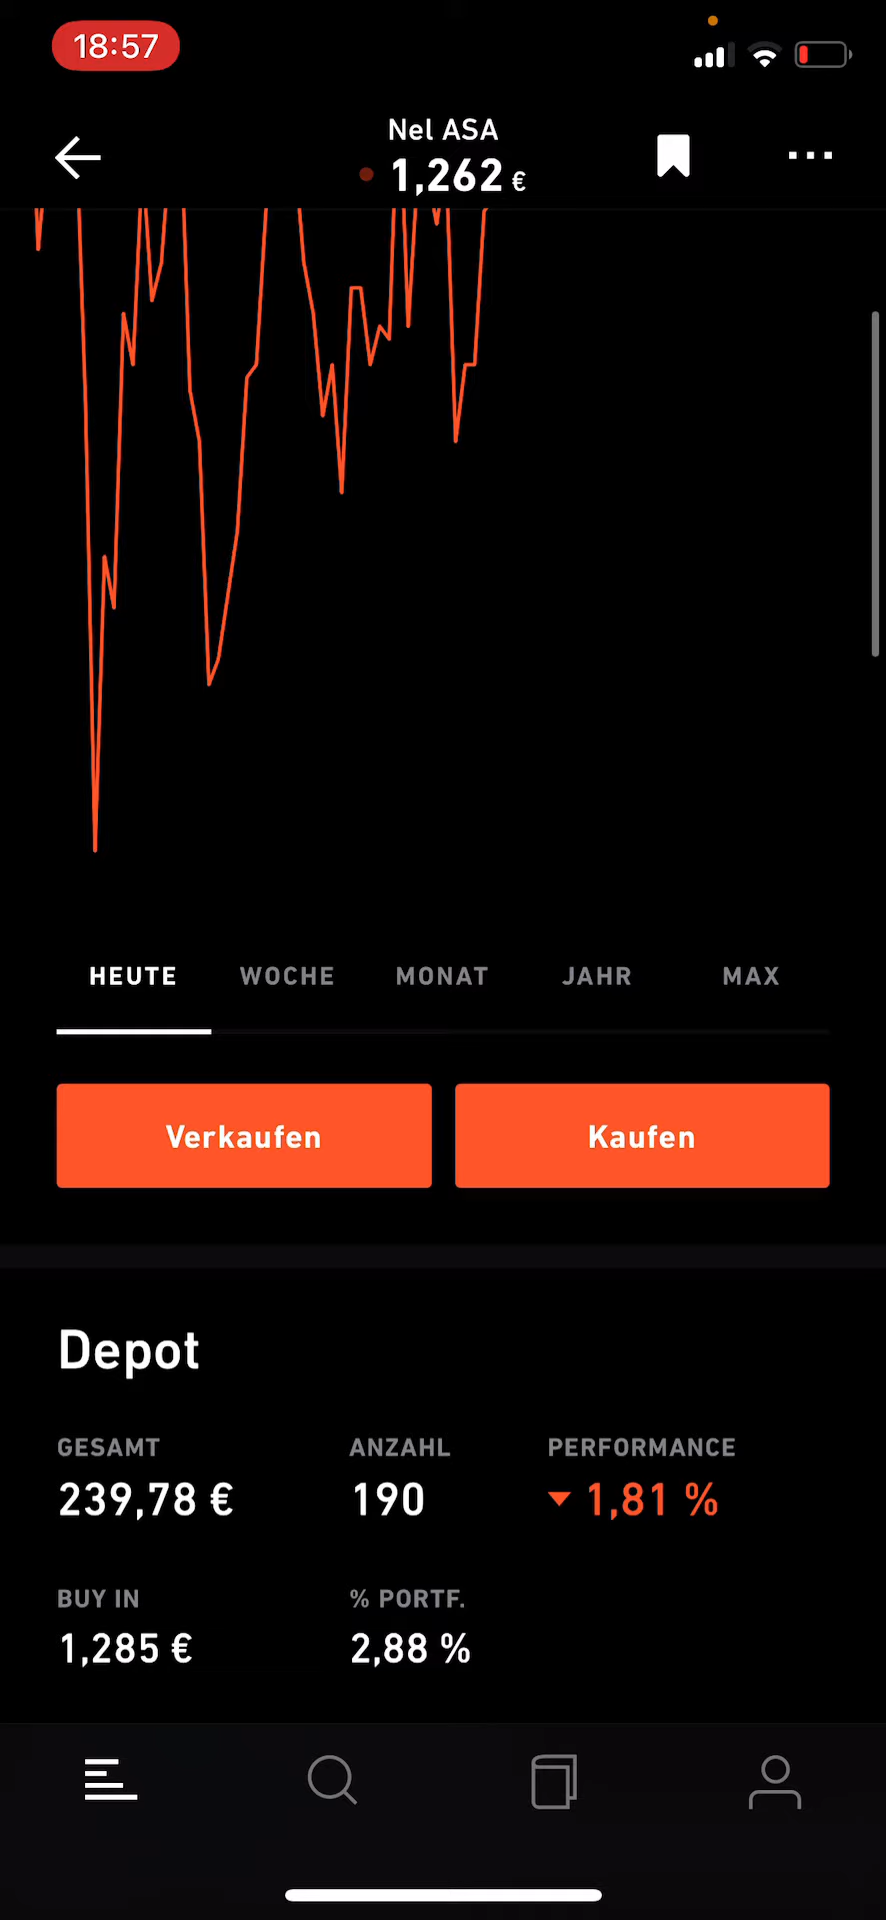 18:57
Nel ASA
1,262 €
HEUTE WOCHE MONAT JAHR MAX
Verkaufen Kaufen
Depot
GESAMT ANZAHL PERFORMANCE
239,78 € 190 1,81 %
BUY IN % PORTF.
1,285 € 2,88 %